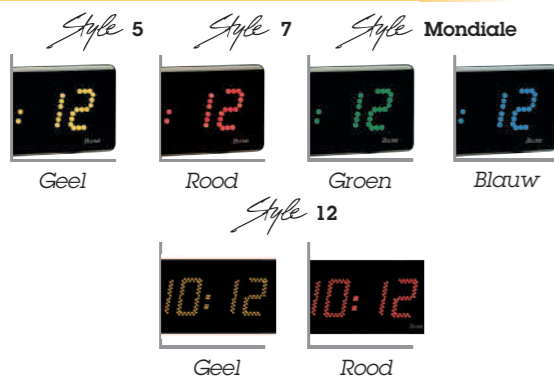 Style 5 Style 7 Style Mondiale
: 12 : 12 : 12 : 12
Geel Rood Groen Blauw
Style 12
10:12 10:12
Geel Rood